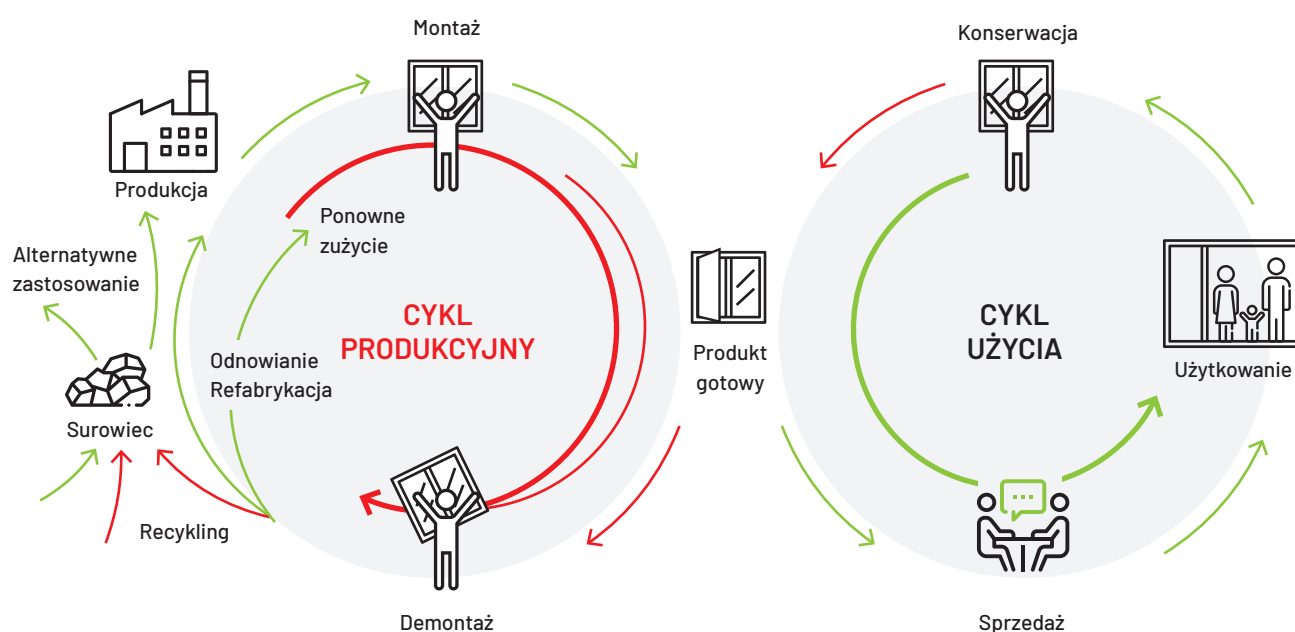 Montaż
Konserwacja
Produkcja
Ponowne
zużycie
Alternatywne
zastosowanie
CYKL
PRODUKCYJNY
CYKL
UŻYCIA
Produkt
gotowy
Odnowianie
Refabrykacja
Użytkowanie
Surowiec
Recykling
Demontaż
Sprzedaż